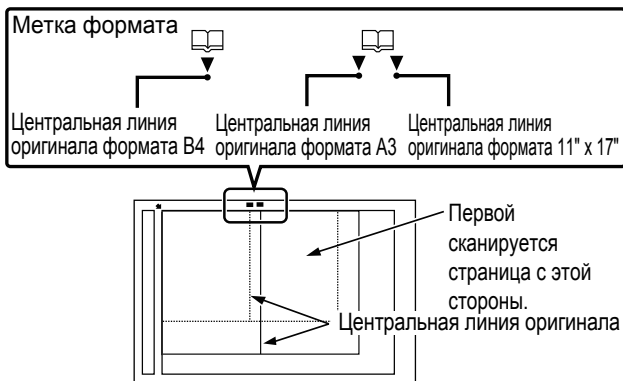 Метка формата
Центральная линия
оригинала формата B4
Центральная линия
оригинала формата A3
Центральная линия
оригинала формата 11" x 17"
Первой
сканируется
страница с этой
стороны.
Центральная линия оригинала